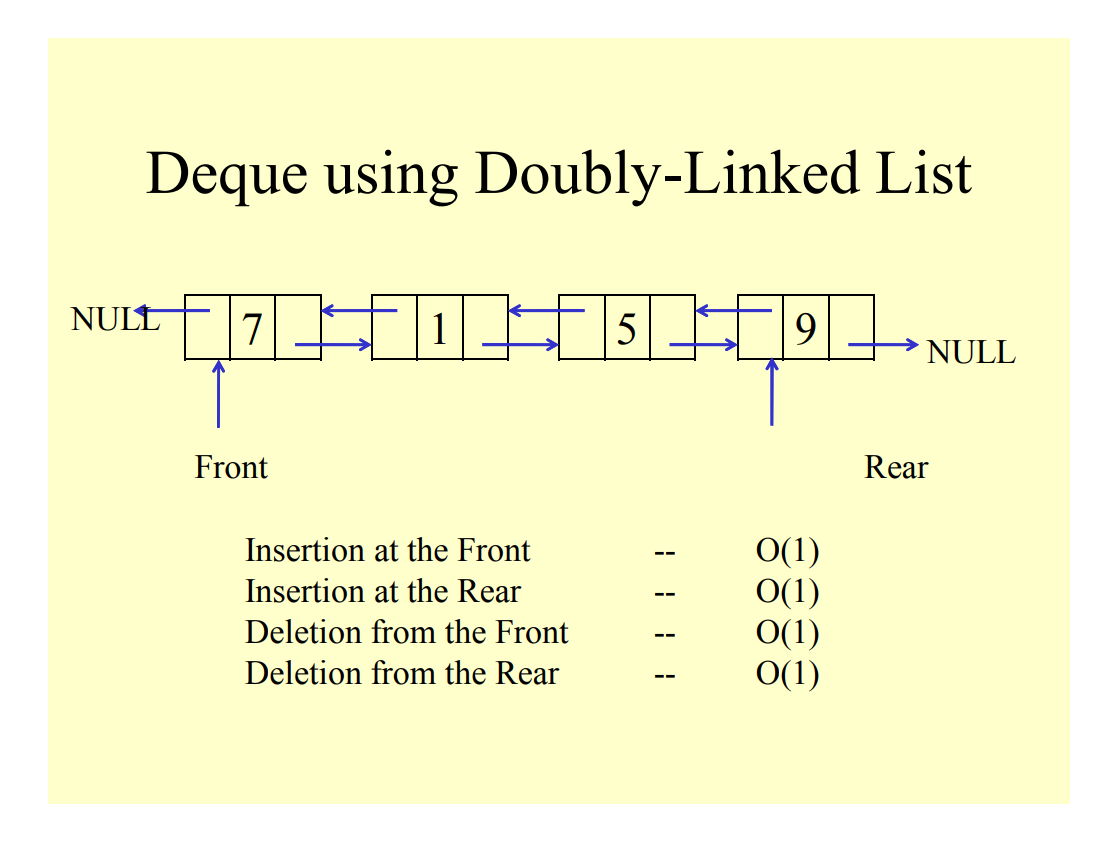 Deque using Doubly-Linked List
NULL 7 1 5 9 NULL
Front Rear
Insertion at the Front -- O(1)
Insertion at the Rear -- O(1)
Deletion from the Front -- O(1)
Deletion from the Rear -- O(1)